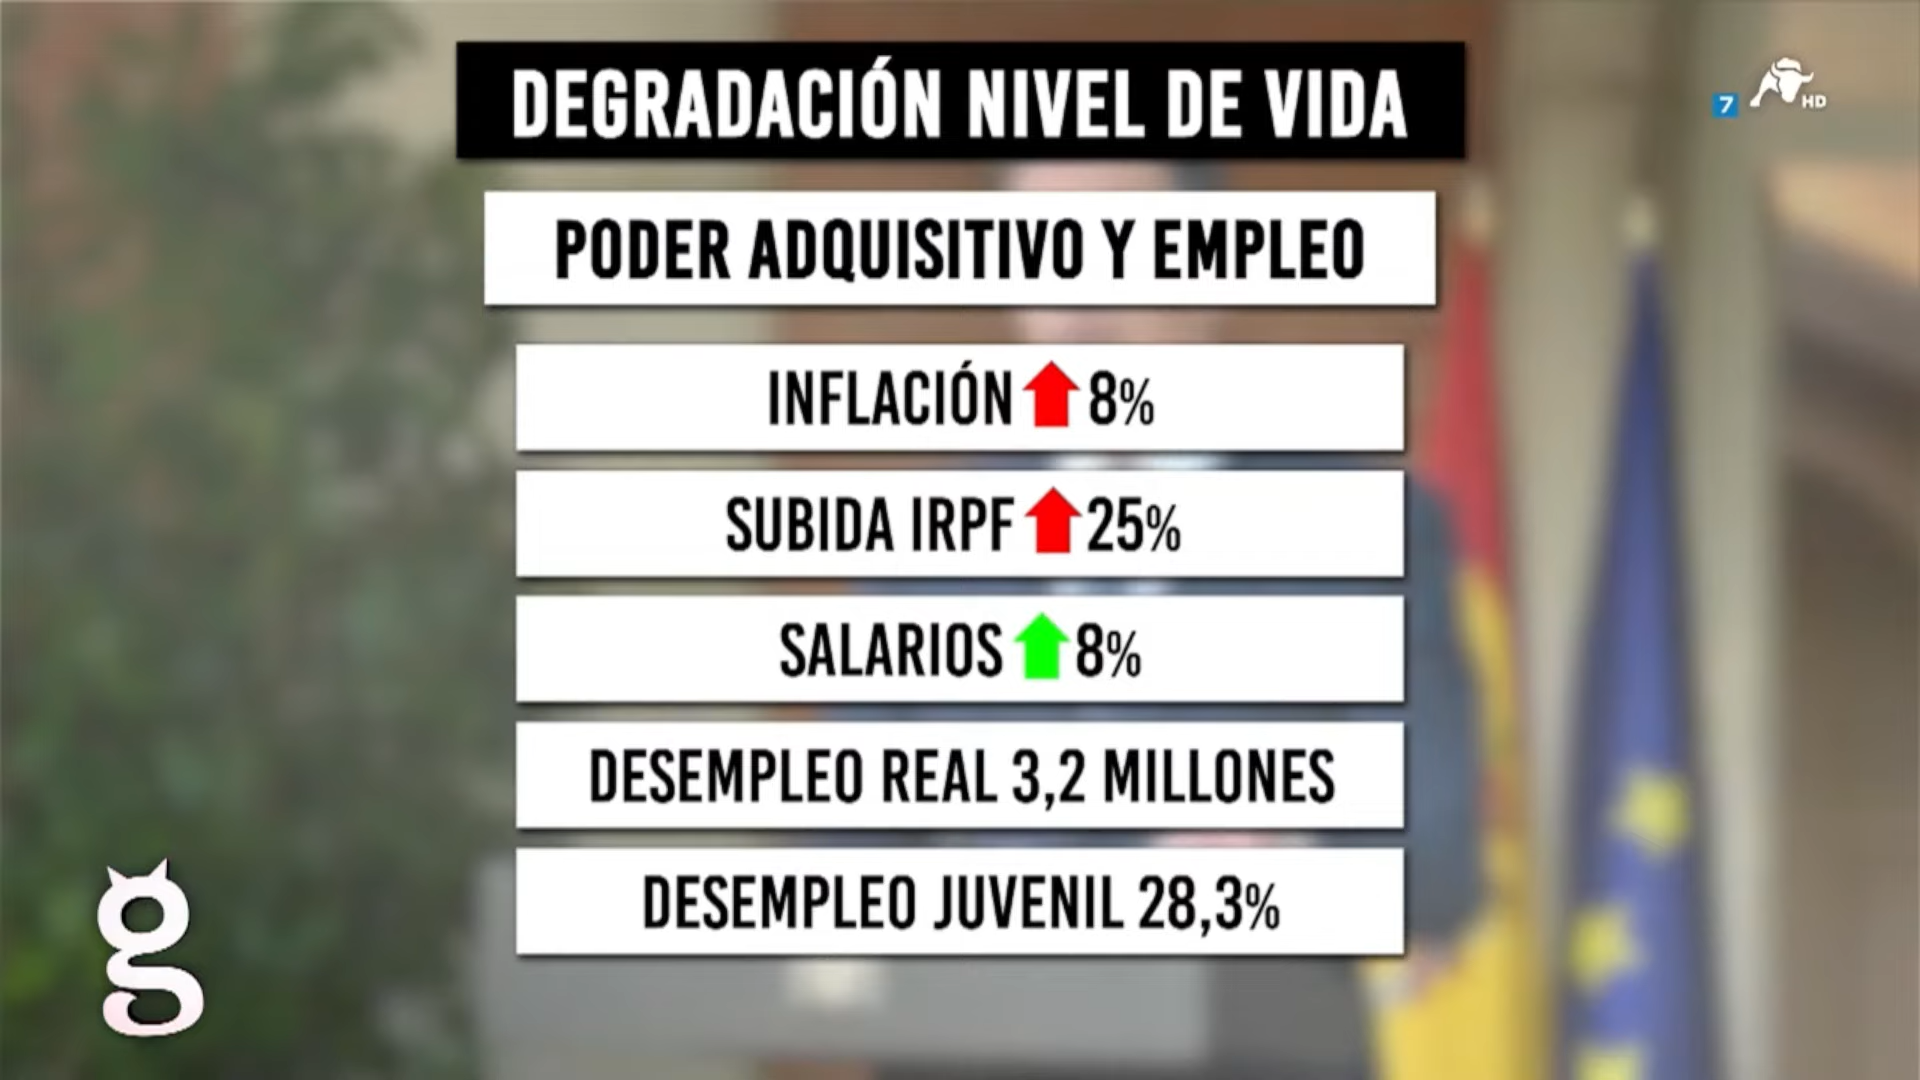 DEGRADACIÓN NIVEL DE VIDA
7
HD
PODER ADQUISITIVO Y EMPLEO
INFLACIÓN 8%
SUBIDA IRPF 25%
SALARIOS 8%
DESEMPLEO REAL 3,2 MILLONES
DESEMPLEO JUVENIL 28,3%
g